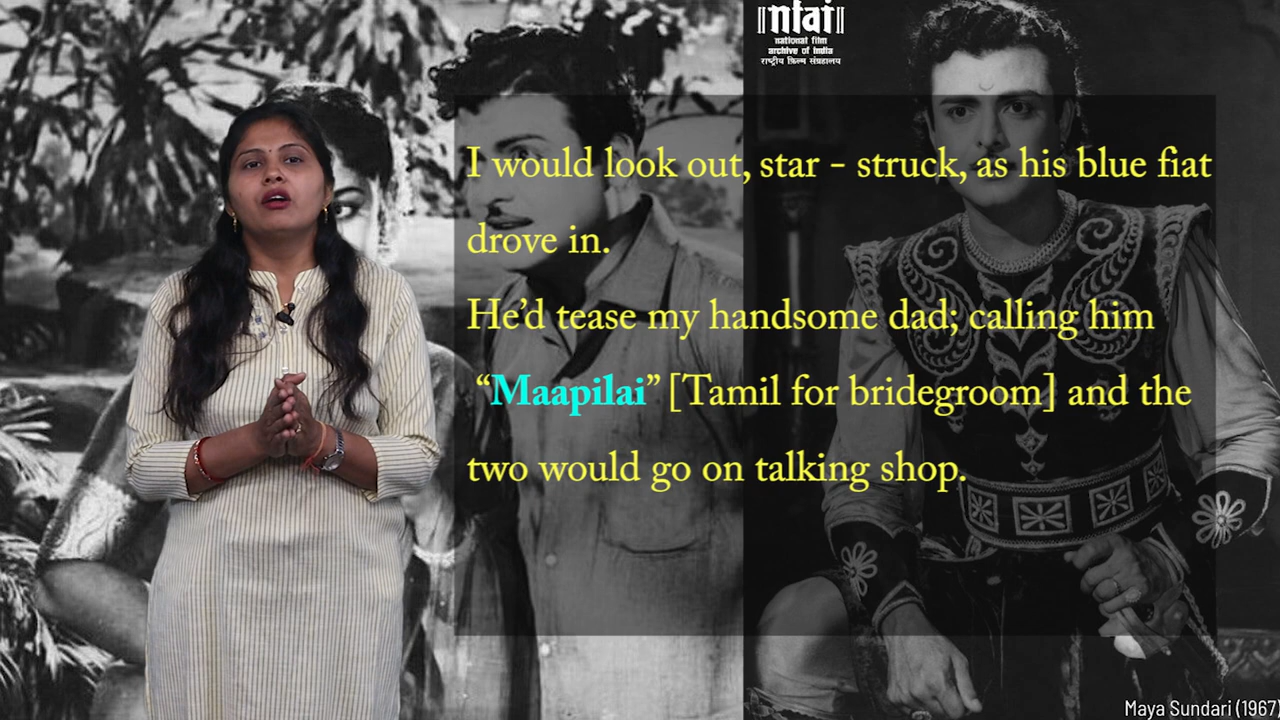 nfai
national film
archive of india
राष्ट्रीय फ़िल्म संग्रहालय
I would look out, star - struck, as his blue fiat
drove in.
He'd tease my handsome dad; calling him
“Maapilai” [Tamil for bridegroom] and the
two would go on talking shop.
Maya Sundari (1967)